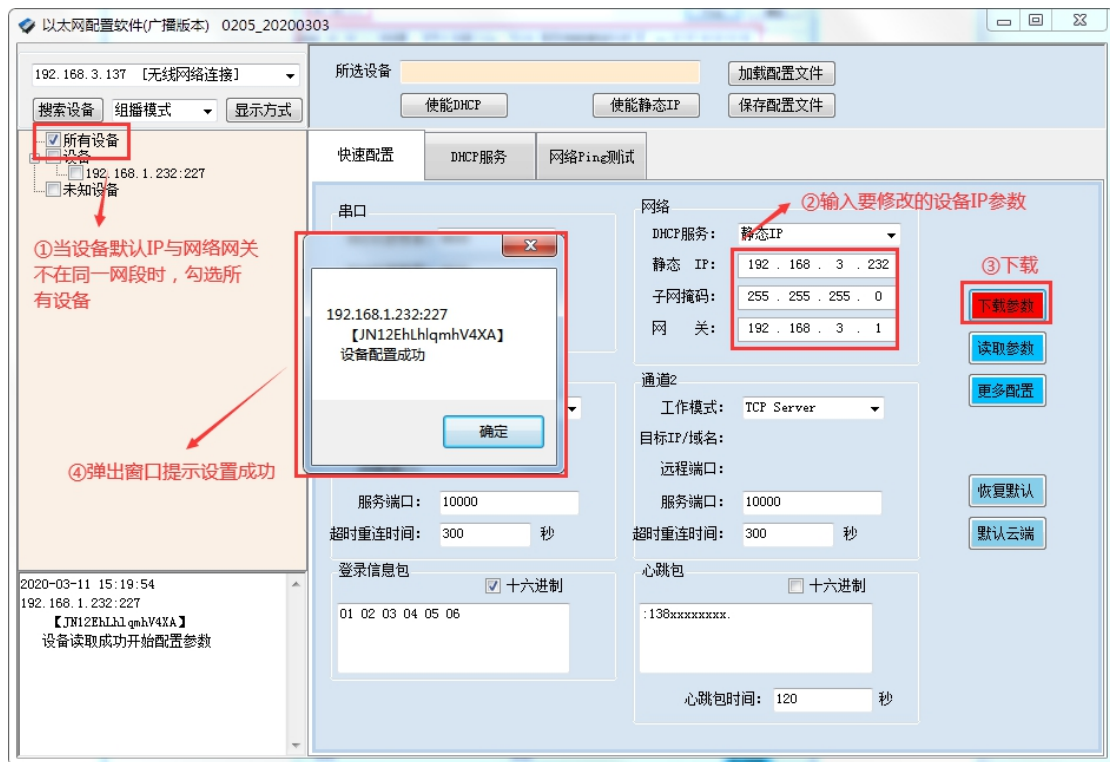 以太网配置软件(广播版本) 0205_20200303
192.168.3.137 [无线网络连接]
搜索设备 组播模式 显示方式
所选设备
加载配置文件
使能DHCP 使能静态IP 保存配置文件
所有设备
设备
192.168.1.232:227
未知设备
①当设备默认IP与网络网关
不在同一网段时，勾选所
有设备
④弹出窗口提示设置成功
2020-03-11 15:19:54
192.168.1.232:227
【JN12EhLhlqmhV4XA】
设备读取成功开始配置参数
快速配置 DHCP服务 网络Ping测试
串口
192.168.1.232:227
【JN12EhLhlqmhV4XA】
设备配置成功
确定
服务端口: 10000
超时重连时间: 300 秒
网络
②输入要修改的设备IP参数
DHCP服务: 静态IP
静态 IP: 192 . 168 . 3 . 232
子网掩码: 255 . 255 . 255 . 0
网 关: 192 . 168 . 3 . 1
通道2
工作模式: TCP Server
目标IP/域名:
远程端口:
服务端口: 10000
超时重连时间: 300 秒
登录信息包
十六进制
01 02 03 04 05 06
心跳包
十六进制
:138xxxxxxxx.
心跳包时间: 120 秒
③下载
下载参数
读取参数
更多配置
恢复默认
默认云端